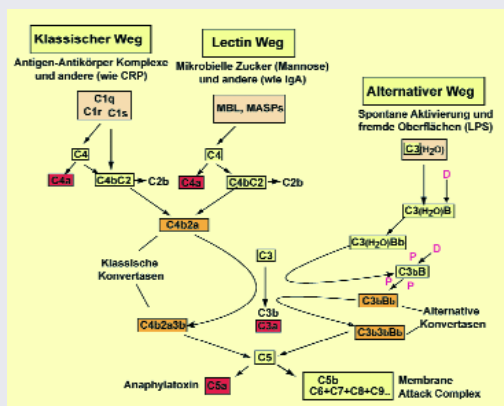 Klassischer Weg
Antigen-Antikörper Komplexe
und andere (wie CRP)
C1q
C1r C1s
C4
C4a
C4bC2
C2b
Lectin Weg
Mikrobielle Zucker (Mannose)
und andere (wie IgA)
MBL, MASPs
C4
C4a
C4bC2
C2b
C4b2a
Klassische
Konvertasen
C4b2a3b
Alternativer Weg
Spontane Aktivierung und
fremde Oberflächen (LPS)
C3(H2O)
D
C3(H2O)B
C3(H2O)Bb
P
D
C3bB
P
P
C3bBb
Alternative
Konvertasen
C3b3bBb
C3
C3b
C3a
C5
Anaphylatoxin
C5a
C5b
C6+C7+C8+C9..
Membrane
Attack Complex